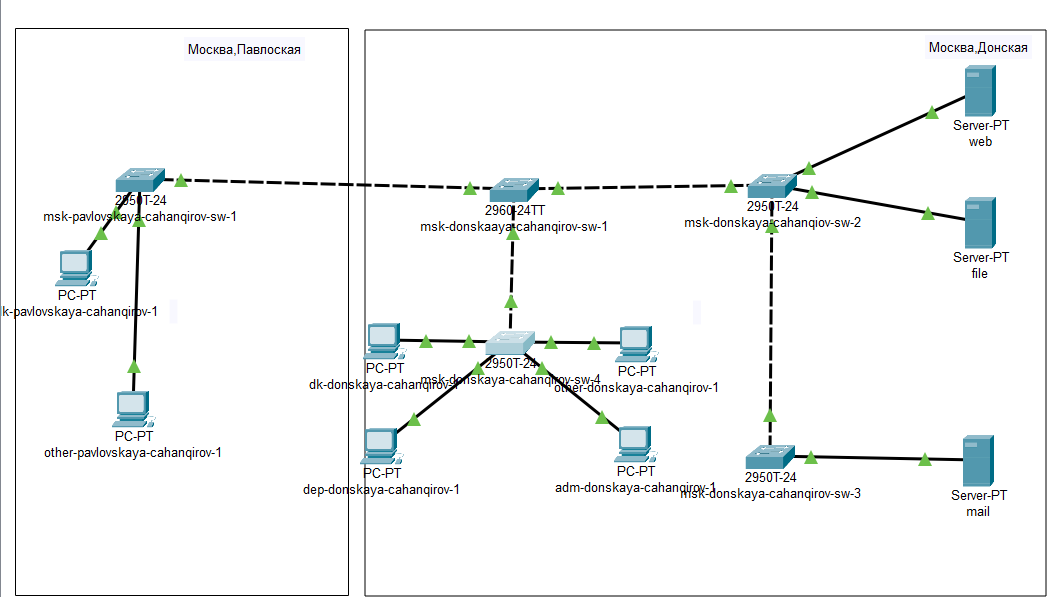 Москва,Павлоская
Москва,Донская
Server-PT
web
2950T-24
msk-pavlovskaya-cahanqirov-sw-1
2960-24TT
msk-donskaaya-cahanqirov-sw-1
2950T-24
msk-donskaya-cahanqirov-sw-2
Server-PT
file
PC-PT
k-pavlovskaya-cahanqirov-1
PC-PT
dk-donskaya-cahanqirov-1
2950T-24
msk-donskaya-cahanqirov-sw-4
PC-PT
other-donskaya-cahanqirov-1
PC-PT
other-pavlovskaya-cahanqirov-1
PC-PT
dep-donskaya-cahanqirov-1
PC-PT
adm-donskaya-cahanqirov-1
2950T-24
msk-donskaya-cahanqirov-sw-3
Server-PT
mail